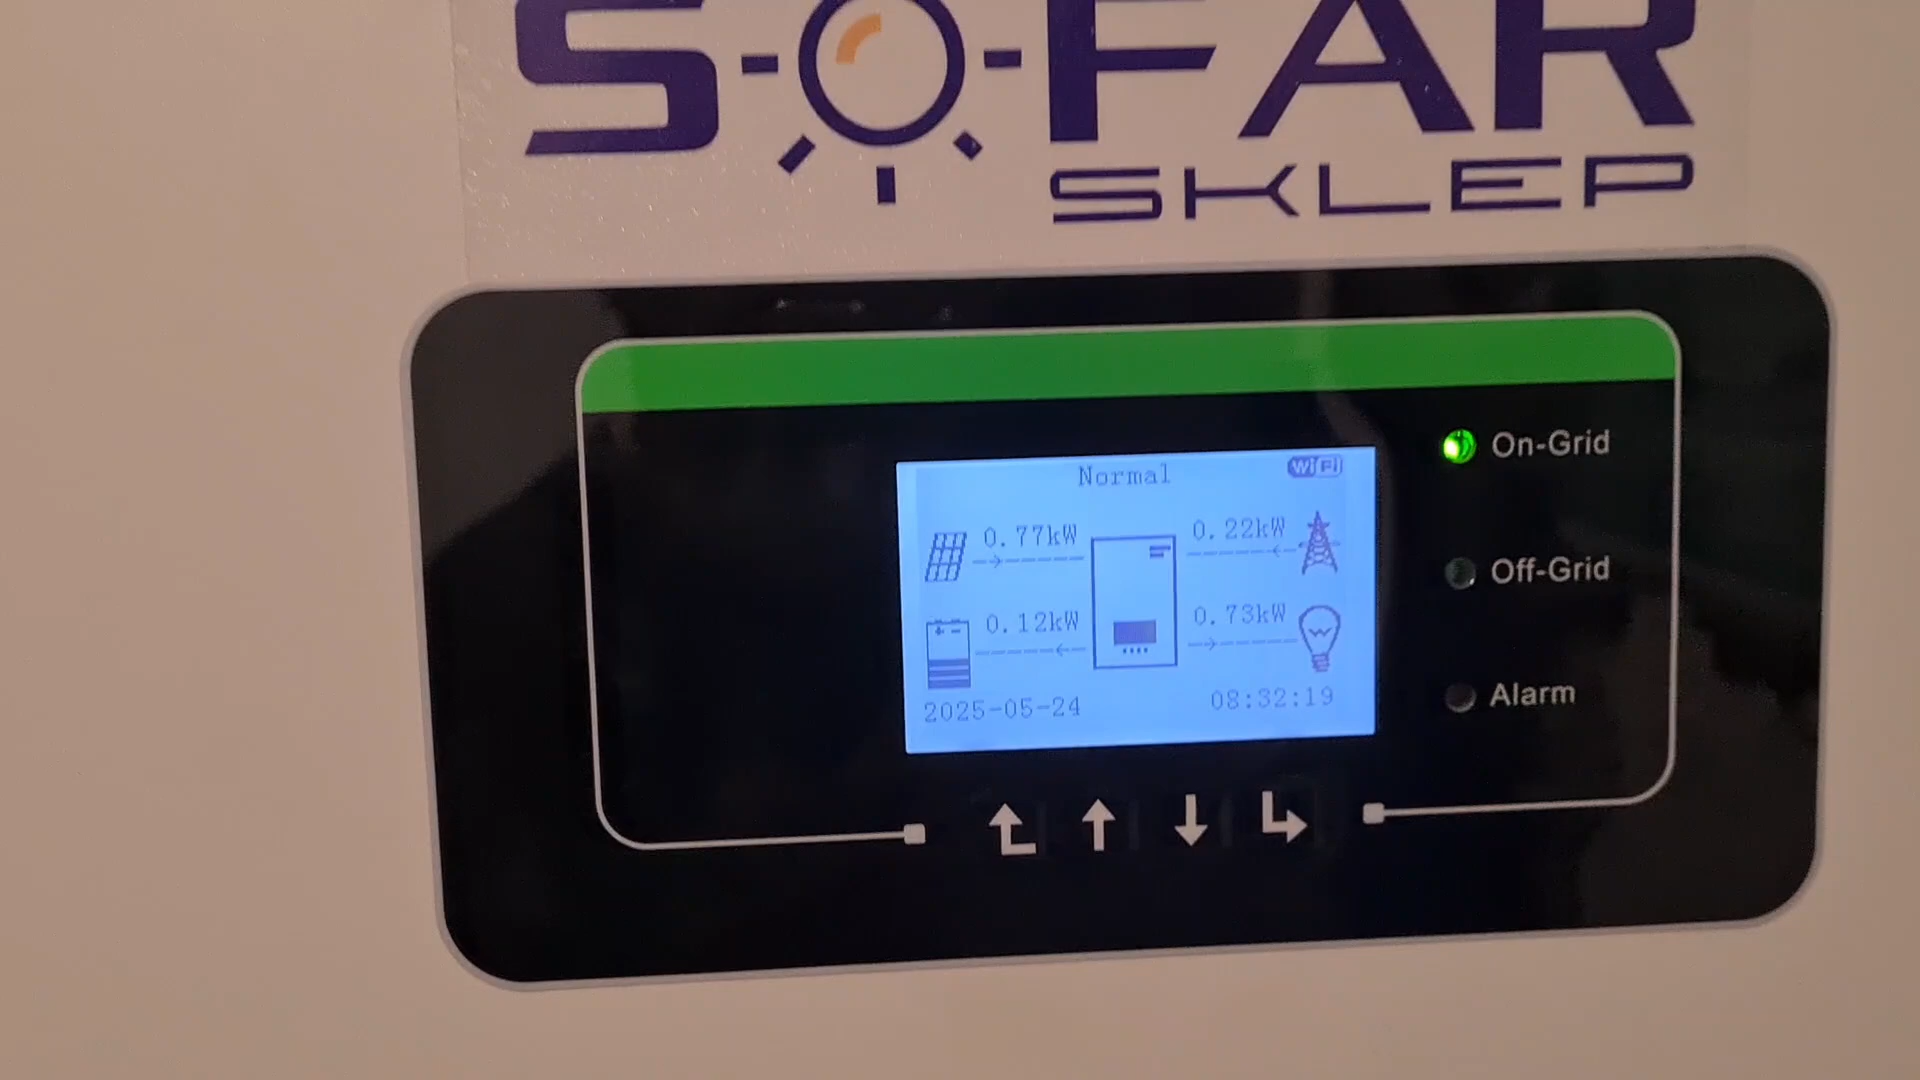 SOFAR
SKLEP
Normal
WiFi
0.77kW
0.22kW
0.12kW
0.73kW
2025-05-24
08:32:19
On-Grid
Off-Grid
Alarm